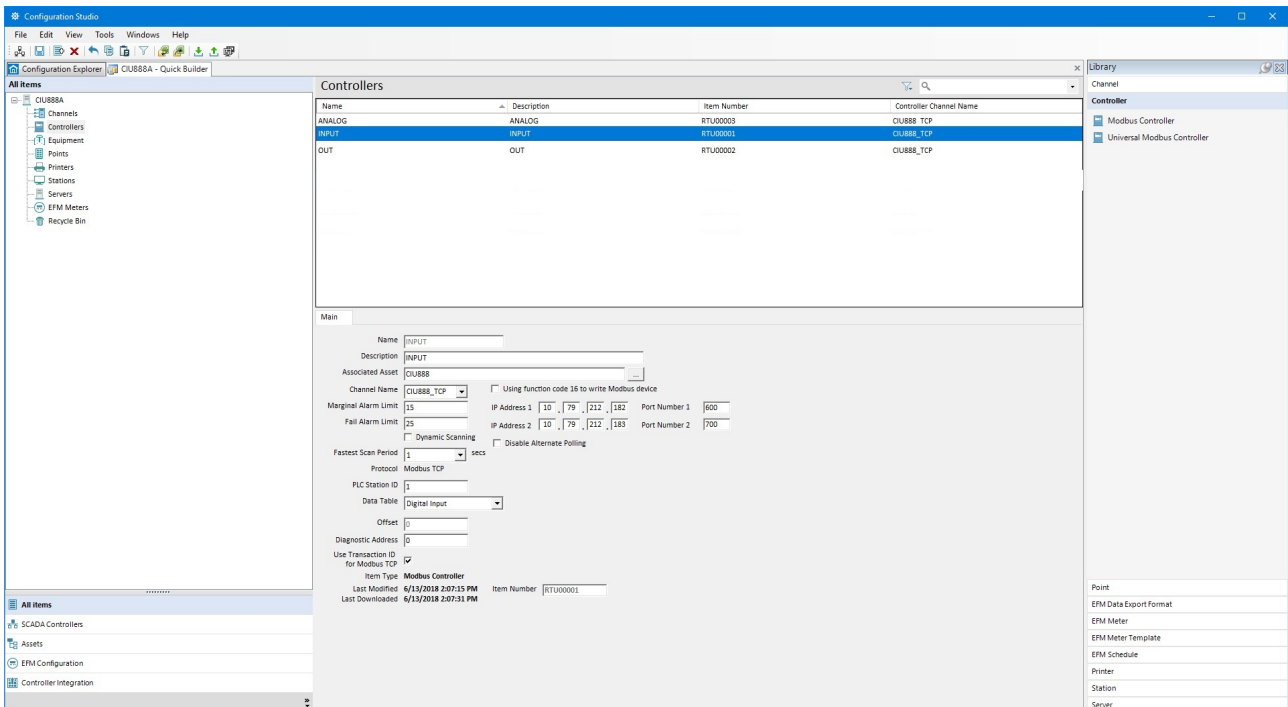 Configuration Studio
File Edit View Tools Windows Help
Configuration Explorer CIU888A - Quick Builder
All items
CIU888A
Channels
Controllers
Equipment
Points
Printers
Stations
Servers
EFM Meters
Recycle Bin
All items
SCADA Controllers
Assets
EFM Configuration
Controller Integration
Controllers
Name Description Item Number Controller Channel Name
ANALOG ANALOG RTU00003 CIU888_TCP
INPUT INPUT RTU00001 CIU888_TCP
OUT OUT RTU00002 CIU888_TCP
Main
Name INPUT
Description INPUT
Associated Asset CIU888 ...
Channel Name CIU888_TCP Using function code 16 to write Modbus device
Marginal Alarm Limit 15 IP Address 1 10 . 79 . 212 . 182 Port Number 1 600
Fail Alarm Limit 25 IP Address 2 10 . 79 . 212 . 183 Port Number 2 700
Dynamic Scanning Disable Alternate Polling
Fastest Scan Period 1 secs
Protocol Modbus TCP
PLC Station ID 1
Data Table Digital Input
Offset 0
Diagnostic Address 0
Use Transaction ID
for Modbus TCP
Item Type Modbus Controller
Last Modified 6/13/2018 2:07:15 PM Item Number RTU00001
Last Downloaded 6/13/2018 2:07:31 PM
Library
Channel
Controller
Modbus Controller
Universal Modbus Controller
Point
EFM Data Export Format
EFM Meter
EFM Meter Template
EFM Schedule
Printer
Station
Server